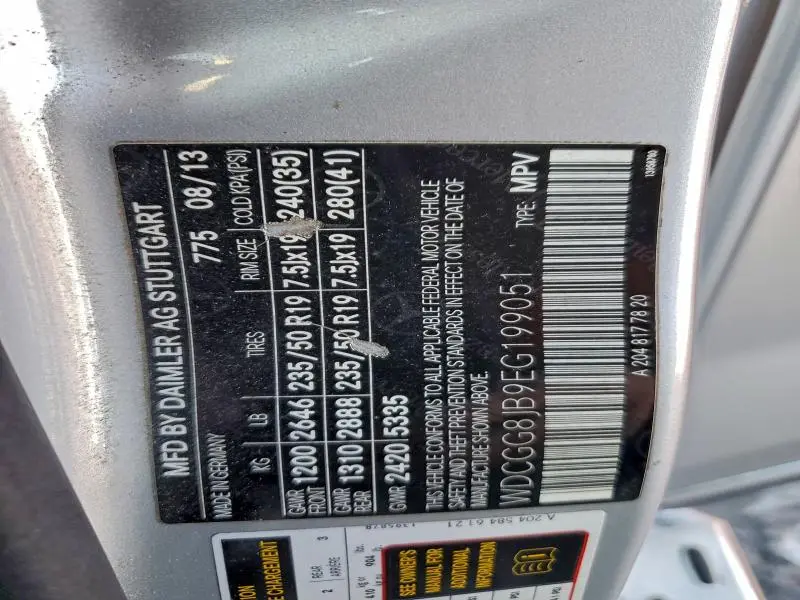 MFD BY DAIMLER AG STUTTGART
MADE IN GERMANY 775 08/13
KG LB TIRES RIM SIZE COLD KPA(PSI)
GAWR FRONT 1200 2646 235/50 R19 7.5Jx19 240(35)
GAWR REAR 1310 2888 235/50 R19 7.5Jx19 280(41)
GVWR 2420 5335
THIS VEHICLE CONFORMS TO ALL APPLICABLE FEDERAL MOTOR VEHICLE
SAFETY AND THEFT PREVENTION STANDARDS IN EFFECT ON THE DATE OF
MANUFACTURE SHOWN ABOVE.
WDCGG8JB9EG199051 TYPE: MPV
A 204 817 78 20
A 204 584 61 21
2 REAR ARRIÈRE 3
SEE OWNER'S
MANUAL FOR
ADDITIONAL
INFORMATION